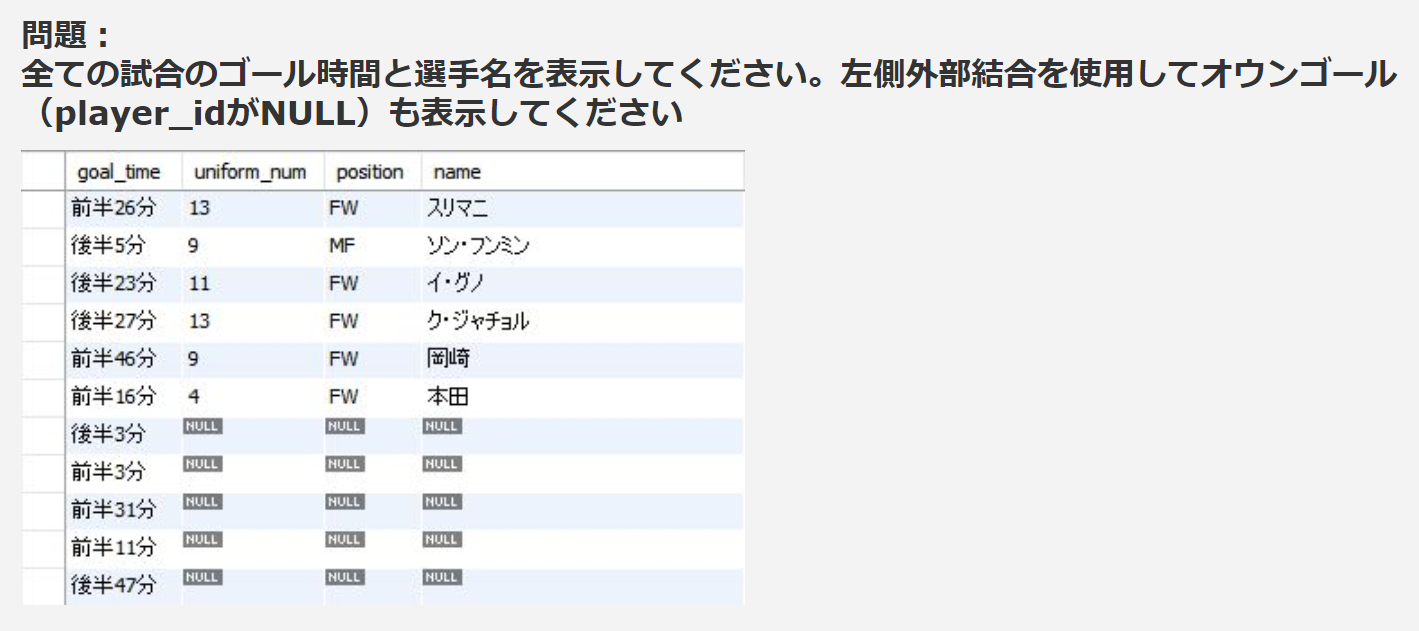 問題：
全ての試合のゴール時間と選手名を表示してください。左側外部結合を使用してオウンゴール
（player_idがNULL）も表示してください
goal_time uniform_num position name
前半26分 13 FW スリマニ
後半5分 9 MF ソン・フンミン
後半23分 11 FW イ・グノ
後半27分 13 FW ク・ジャチョル
前半46分 9 FW 岡崎
前半16分 4 FW 本田
後半3分 NULL NULL NULL
前半3分 NULL NULL NULL
前半31分 NULL NULL NULL
前半11分 NULL NULL NULL
後半47分 NULL NULL NULL